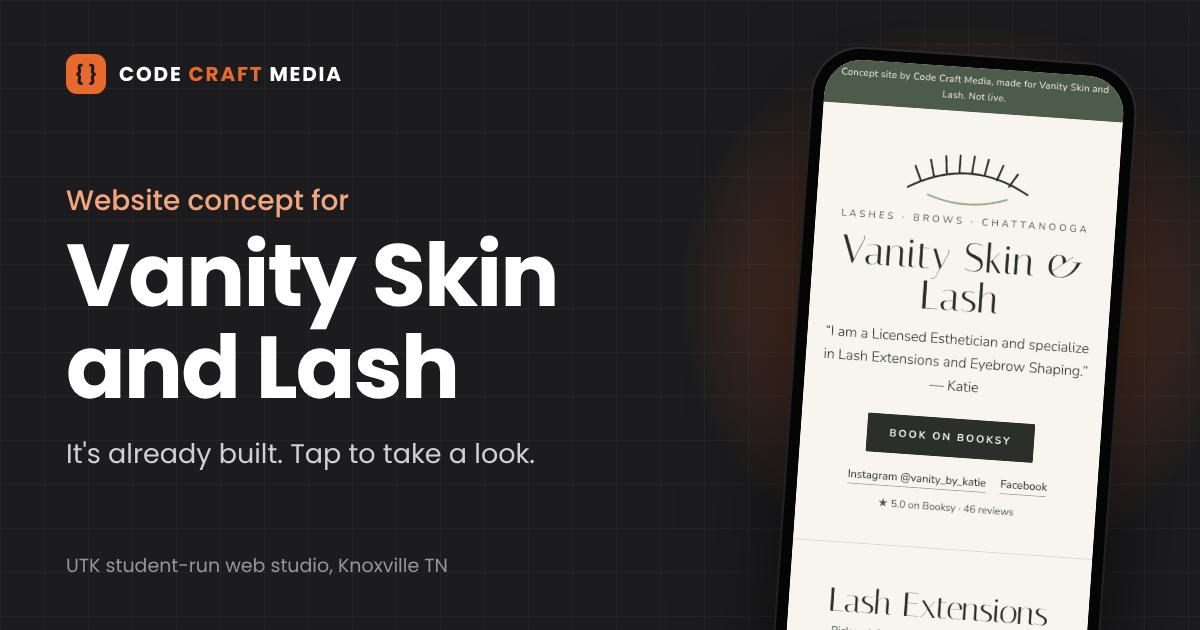 { } CODE CRAFT MEDIA
Website concept for
Vanity Skin
and Lash
It's already built. Tap to take a look.
UTK student-run web studio, Knoxville TN
Concept site by Code Craft Media, made for Vanity Skin and
Lash. Not live.
LASHES · BROWS · CHATTANOOGA
Vanity Skin &
Lash
“I am a Licensed Esthetician and specialize
in Lash Extensions and Eyebrow Shaping.”
— Katie
BOOK ON BOOKSY
Instagram @vanity_by_katie Facebook
★ 5.0 on Booksy · 46 reviews
Lash Extensions